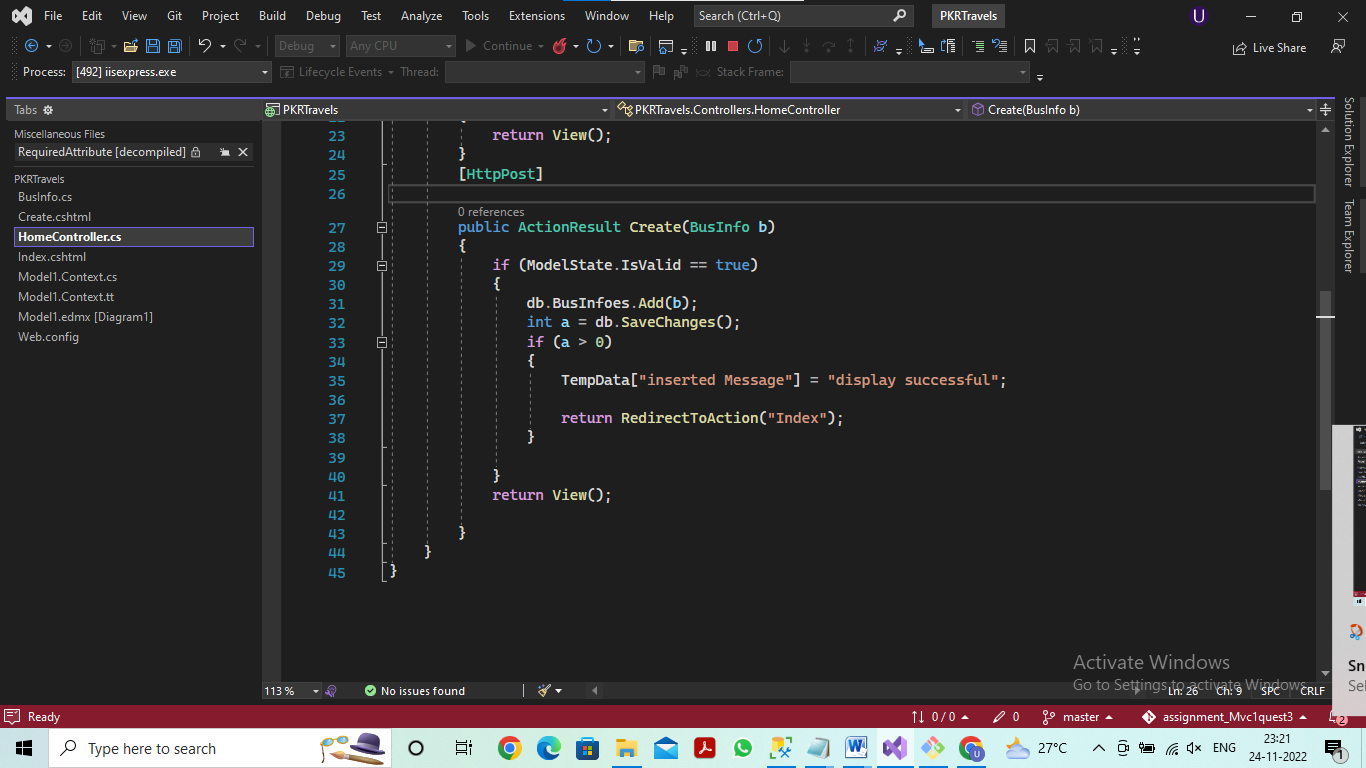 File Edit View Git Project Build Debug Test Analyze Tools Extensions Window Help Search (Ctrl+Q) PKRTravels U
Debug Any CPU Continue Live Share
Process: [492] iisexpress.exe Lifecycle Events Thread: Stack Frame:
Tabs
PKRTravels PKRTravels.Controllers.HomeController Create(BusInfo b)
Miscellaneous Files
RequiredAttribute [decompiled]
PKRTravels
BusInfo.cs
Create.cshtml
HomeController.cs
Index.cshtml
Model1.Context.cs
Model1.Context.tt
Model1.edmx [Diagram1]
Web.config
22 {
23 return View();
24 }
25 [HttpPost]
26
0 references
27 public ActionResult Create(BusInfo b)
28 {
29 if (ModelState.IsValid == true)
30 {
31 db.BusInfoes.Add(b);
32 int a = db.SaveChanges();
33 if (a > 0)
34 {
35 TempData["inserted Message"] = "display successful";
36
37 return RedirectToAction("Index");
38 }
39
40 }
41 return View();
42
43 }
44 }
45 }
Solution Explorer
Team Explorer
Sn
Sel
Activate Windows
Go to Settings to activate Windows.
113 % No issues found Ln: 26 Ch: 9 SPC CRLF
Ready 0 / 0 0 master assignment_Mvc1quest3 2
Type here to search 27°C ENG 23:21
24-11-2022 1